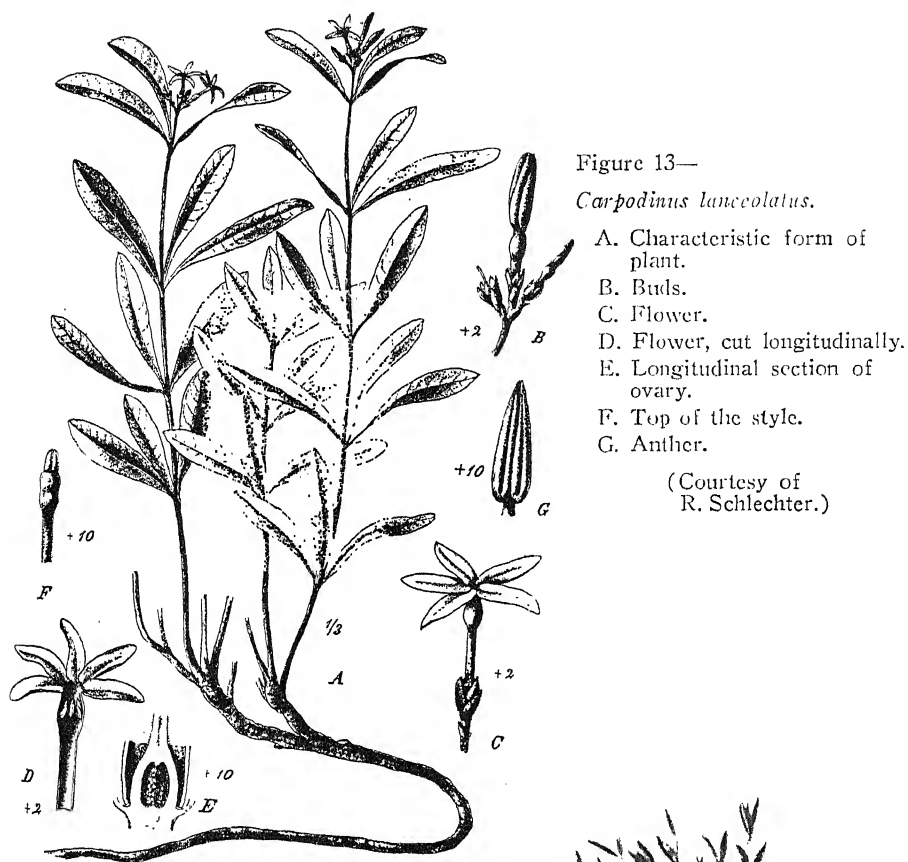 Figure 13—
Carpodinus lanceolatus.
A. Characteristic form of
plant.
B. Buds.
C. Flower.
D. Flower, cut longitudinally.
E. Longitudinal section of
ovary.
F. Top of the style.
G. Anther.
(Courtesy of
R. Schlechter.)
+2
B
+10
G
+10
F
1/3
A
+2
C
D
+2
+10
E